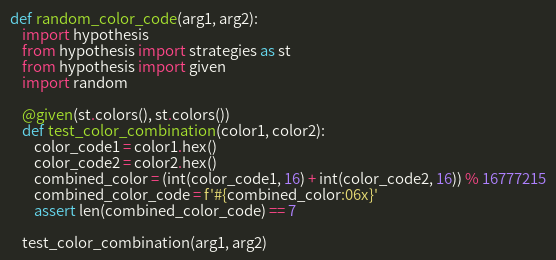 def random_color_code(arg1, arg2):
    import hypothesis
    from hypothesis import strategies as st
    from hypothesis import given
    import random

    @given(st.colors(), st.colors())
    def test_color_combination(color1, color2):
        color_code1 = color1.hex()
        color_code2 = color2.hex()
        combined_color = (int(color_code1, 16) + int(color_code2, 16)) % 16777215
        combined_color_code = f'#{combined_color:06x}'
        assert len(combined_color_code) == 7

    test_color_combination(arg1, arg2)